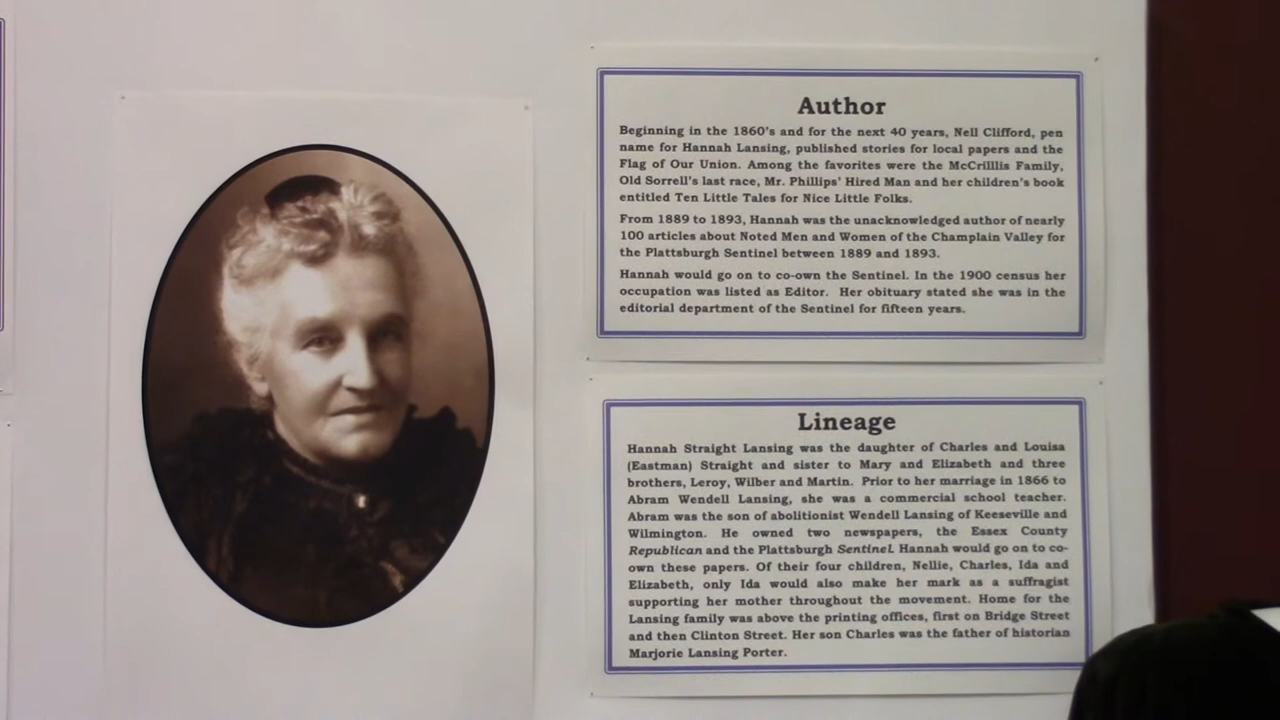 Author
Beginning in the 1860's and for the next 40 years, Nell Clifford, pen
name for Hannah Lansing, published stories for local papers and the
Flag of Our Union. Among the favorites were the McCrilllis Family,
Old Sorrell's last race, Mr. Phillips' Hired Man and her children's book
entitled Ten Little Tales for Nice Little Folks.
From 1889 to 1893, Hannah was the unacknowledged author of nearly
100 articles about Noted Men and Women of the Champlain Valley for
the Plattsburgh Sentinel between 1889 and 1893.
Hannah would go on to co-own the Sentinel. In the 1900 census her
occupation was listed as Editor. Her obituary stated she was in the
editorial department of the Sentinel for fifteen years.
Lineage
Hannah Straight Lansing was the daughter of Charles and Louisa
(Eastman) Straight and sister to Mary and Elizabeth and three
brothers, Leroy, Wilber and Martin. Prior to her marriage in 1866 to
Abram Wendell Lansing, she was a commercial school teacher.
Abram was the son of abolitionist Wendell Lansing of Keeseville and
Wilmington. He owned two newspapers, the Essex County
Republican and the Plattsburgh Sentinel. Hannah would go on to co-
own these papers. Of their four children, Nellie, Charles, Ida and
Elizabeth, only Ida would also make her mark as a suffragist
supporting her mother throughout the movement. Home for the
Lansing family was above the printing offices, first on Bridge Street
and then Clinton Street. Her son Charles was the father of historian
Marjorie Lansing Porter.